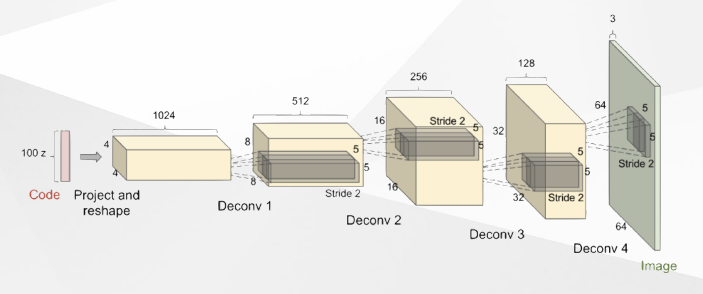 100 z
Code
Project and
reshape
4
4
1024
Deconv 1
8
8
512
5
5
Stride 2
Deconv 2
16
16
256
Stride 2
5
5
Deconv 3
32
32
128
5
5
Stride 2
Deconv 4
64
64
3
5
5
Stride 2
Image